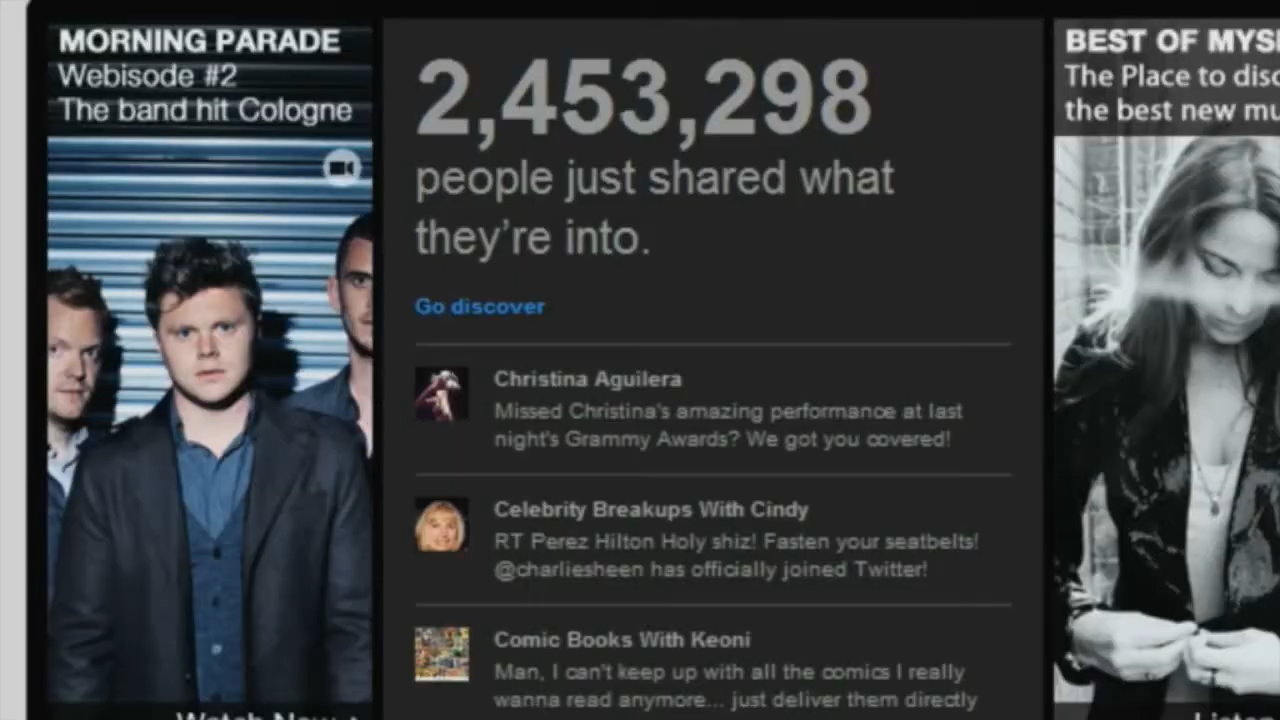 MORNING PARADE
Webisode #2
The band hit Cologne
2,453,298
people just shared what
they're into.
Go discover
Christina Aguilera
Missed Christina's amazing performance at last
night's Grammy Awards? We got you covered!
Celebrity Breakups With Cindy
RT Perez Hilton Holy shiz! Fasten your seatbelts!
@charliesheen has officially joined Twitter!
Comic Books With Keoni
Man, I can't keep up with all the comics I really
wanna read anymore... just deliver them directly
BEST OF
The Place to
the best new
Watch Now
Listen